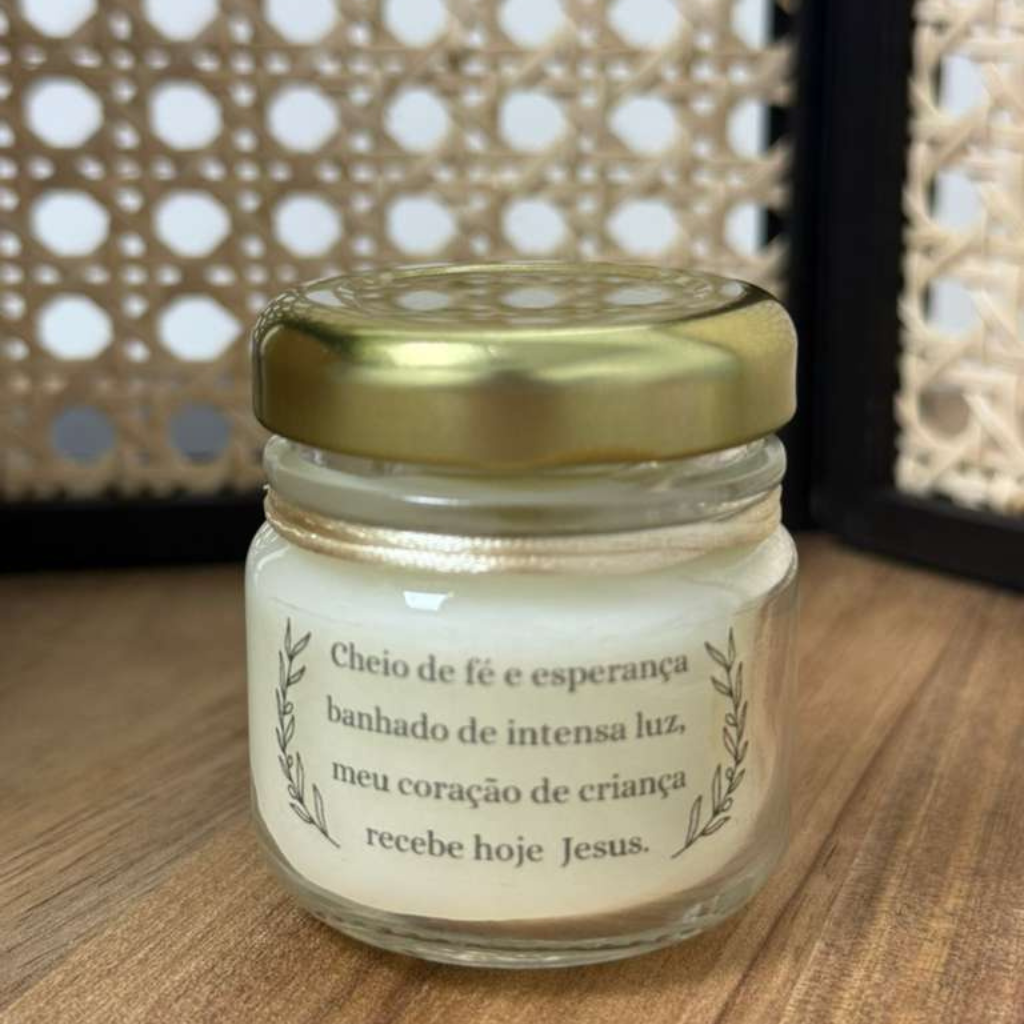 Cheio de fé e esperança
banhado de intensa luz,
meu coração de criança
recebe hoje Jesus.